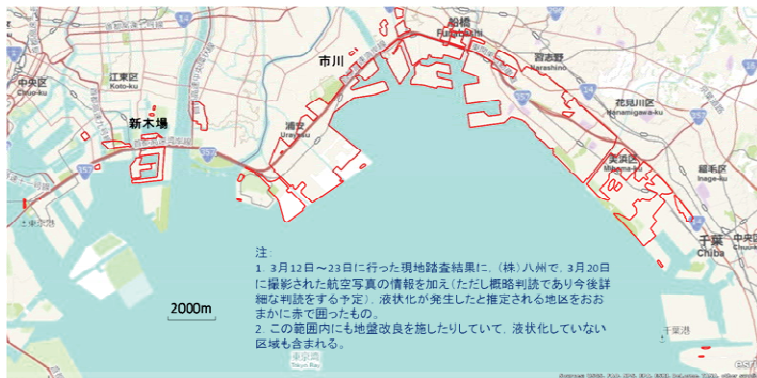 船橋
Funabashi
市川
習志野
Narashino
中央区
Chuo-ku
江東区
Koto-ku
新木場
浦安
Urayasu
花見川区
Hanamigawa-ku
美浜区
Mihama-ku
稲毛区
Inage-ku
357
357
357
14
千葉
Chiba
中央区
東京港
千葉港
2000m
注:
1. 3月12日~23日に行った現地踏査結果に, (株)八州で, 3月20日
に撮影された航空写真の情報を加え(ただし概略判読であり今後詳
細な判読をする予定), 液状化が発生したと推定される地区をおお
まかに赤で囲ったもの。
2. この範囲内にも地盤改良を施したりしていて, 液状化していない
区域も含まれる。
東京湾
Tokyo Bay
esri